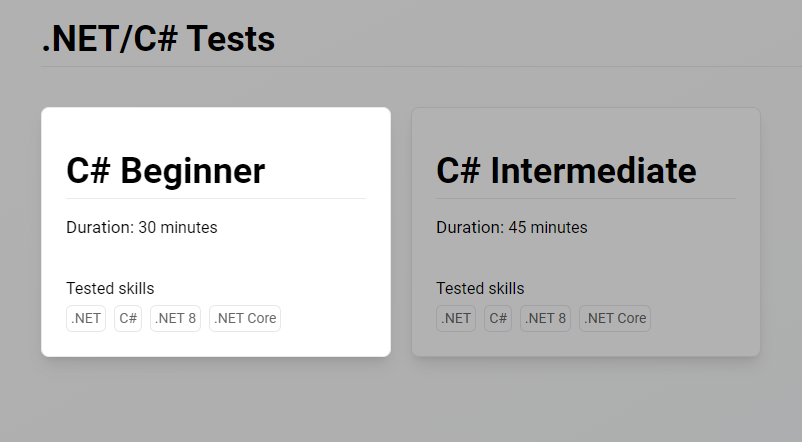 .NET/C# Tests
C# Beginner
Duration: 30 minutes
Tested skills
.NET C# .NET 8 .NET Core
C# Intermediate
Duration: 45 minutes
Tested skills
.NET C# .NET 8 .NET Core